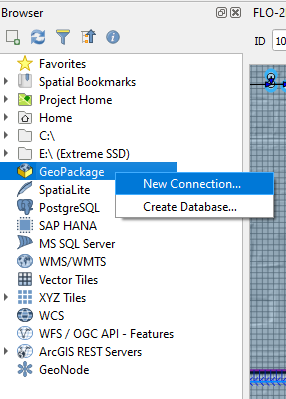 Browser
FLO-2
ID
10
Favorites
Spatial Bookmarks
Project Home
Home
C:\
E:\ (Extreme SSD)
GeoPackage
New Connection...
SpatiaLite
Create Database...
PostgreSQL
SAP HANA
MS SQL Server
WMS/WMTS
Vector Tiles
XYZ Tiles
WCS
WFS / OGC API - Features
ArcGIS REST Servers
GeoNode